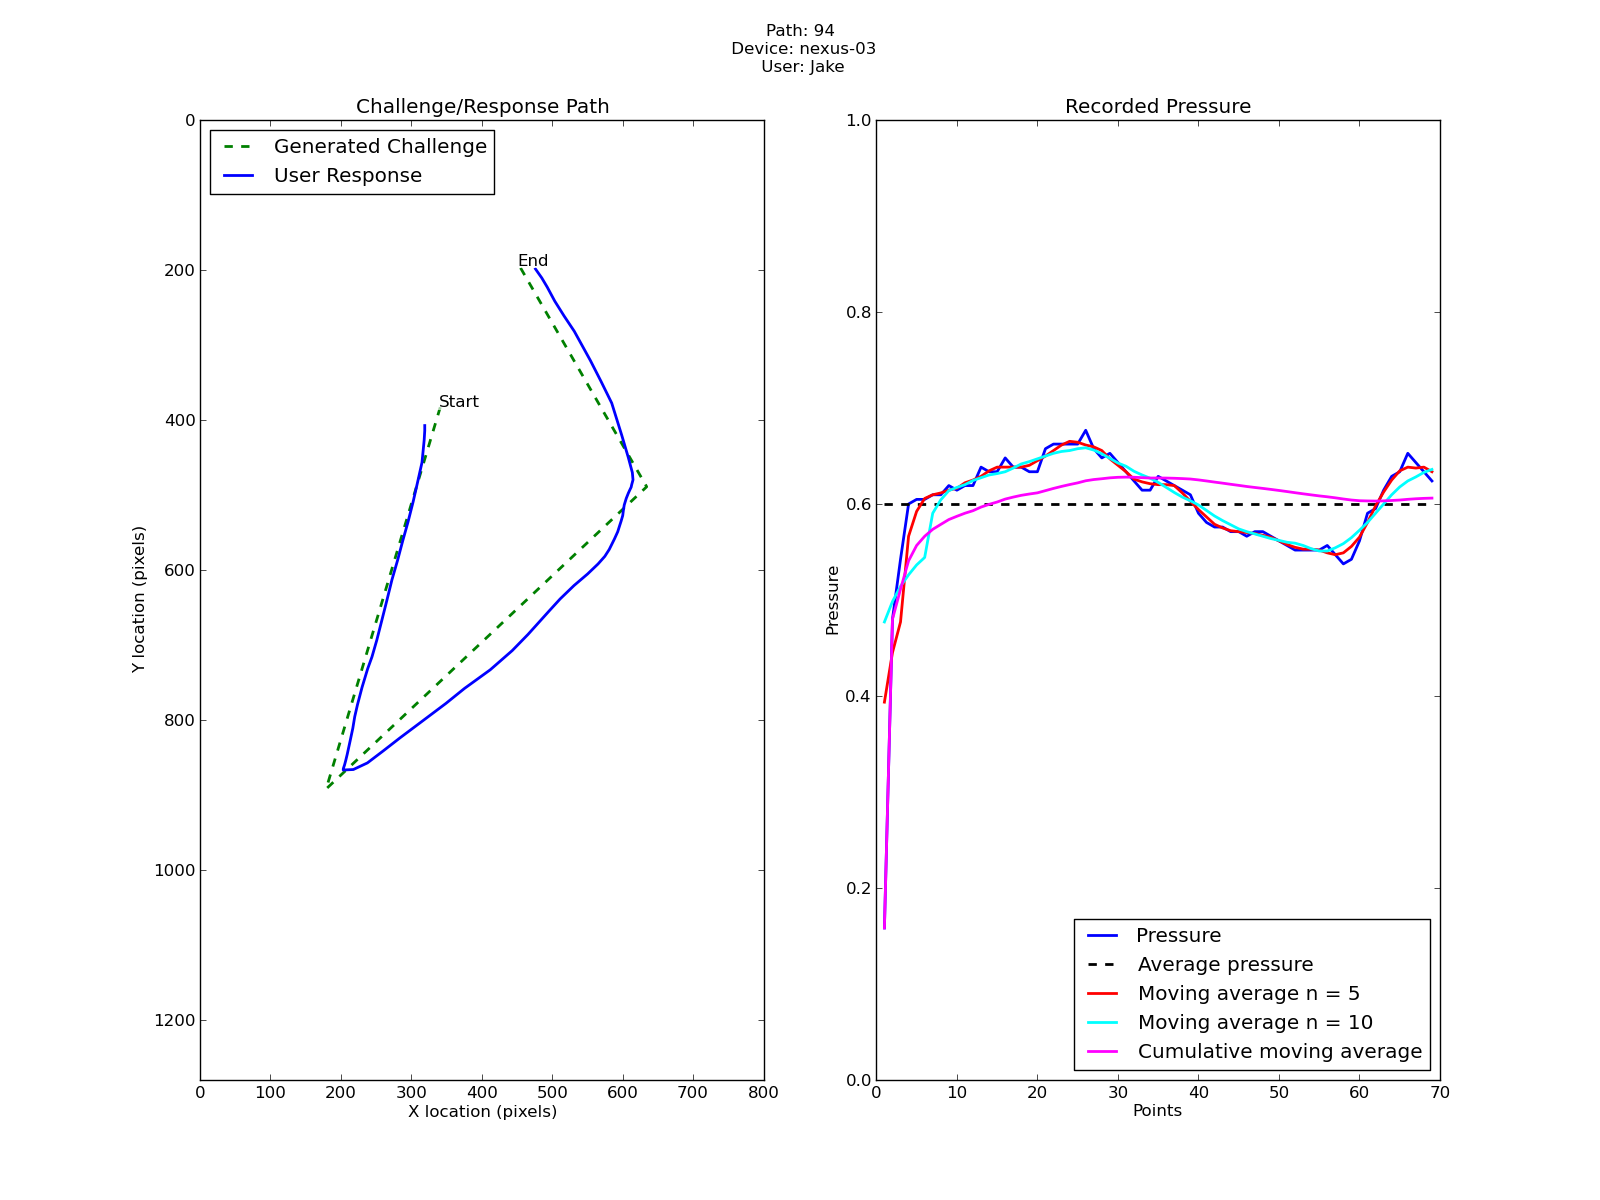 Path: 94
Device: nexus-03
User: Jake
Challenge/Response Path
Generated Challenge
User Response
End
Start
0
200
400
600
800
1000
1200
Y location (pixels)
0 100 200 300 400 500 600 700 800
X location (pixels)
Recorded Pressure
1.0
0.8
0.6
0.4
0.2
0.0
Pressure
Pressure
Average pressure
Moving average n = 5
Moving average n = 10
Cumulative moving average
0 10 20 30 40 50 60 70
Points